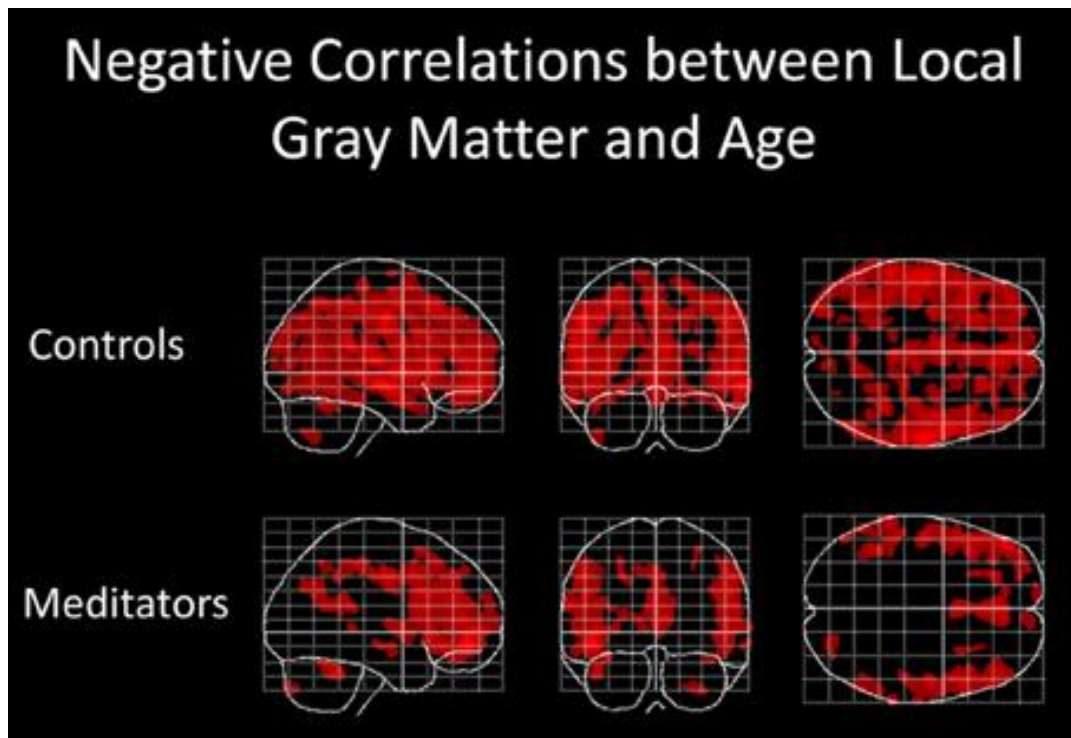 Negative Correlations between Local
Gray Matter and Age
Controls
Meditators